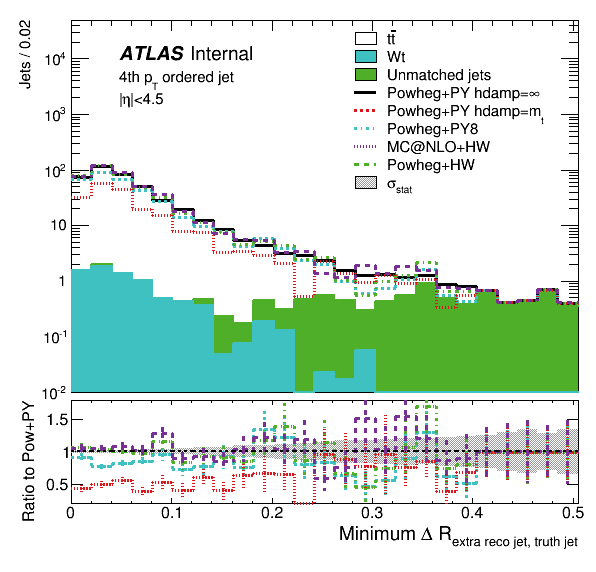 Jets / 0.02
10⁴
10³
10²
10
1
10⁻¹
10⁻²
ATLAS Internal
4th p_T ordered jet
|η|<4.5
tt̄
Wt
Unmatched jets
Powheg+PY hdamp=∞
Powheg+PY hdamp=m_t
Powheg+PY8
MC@NLO+HW
Powheg+HW
σ_stat
Ratio to Pow+PY
1.5
1
0.5
0 0.1 0.2 0.3 0.4 0.5
Minimum Δ R_extra reco jet, truth jet